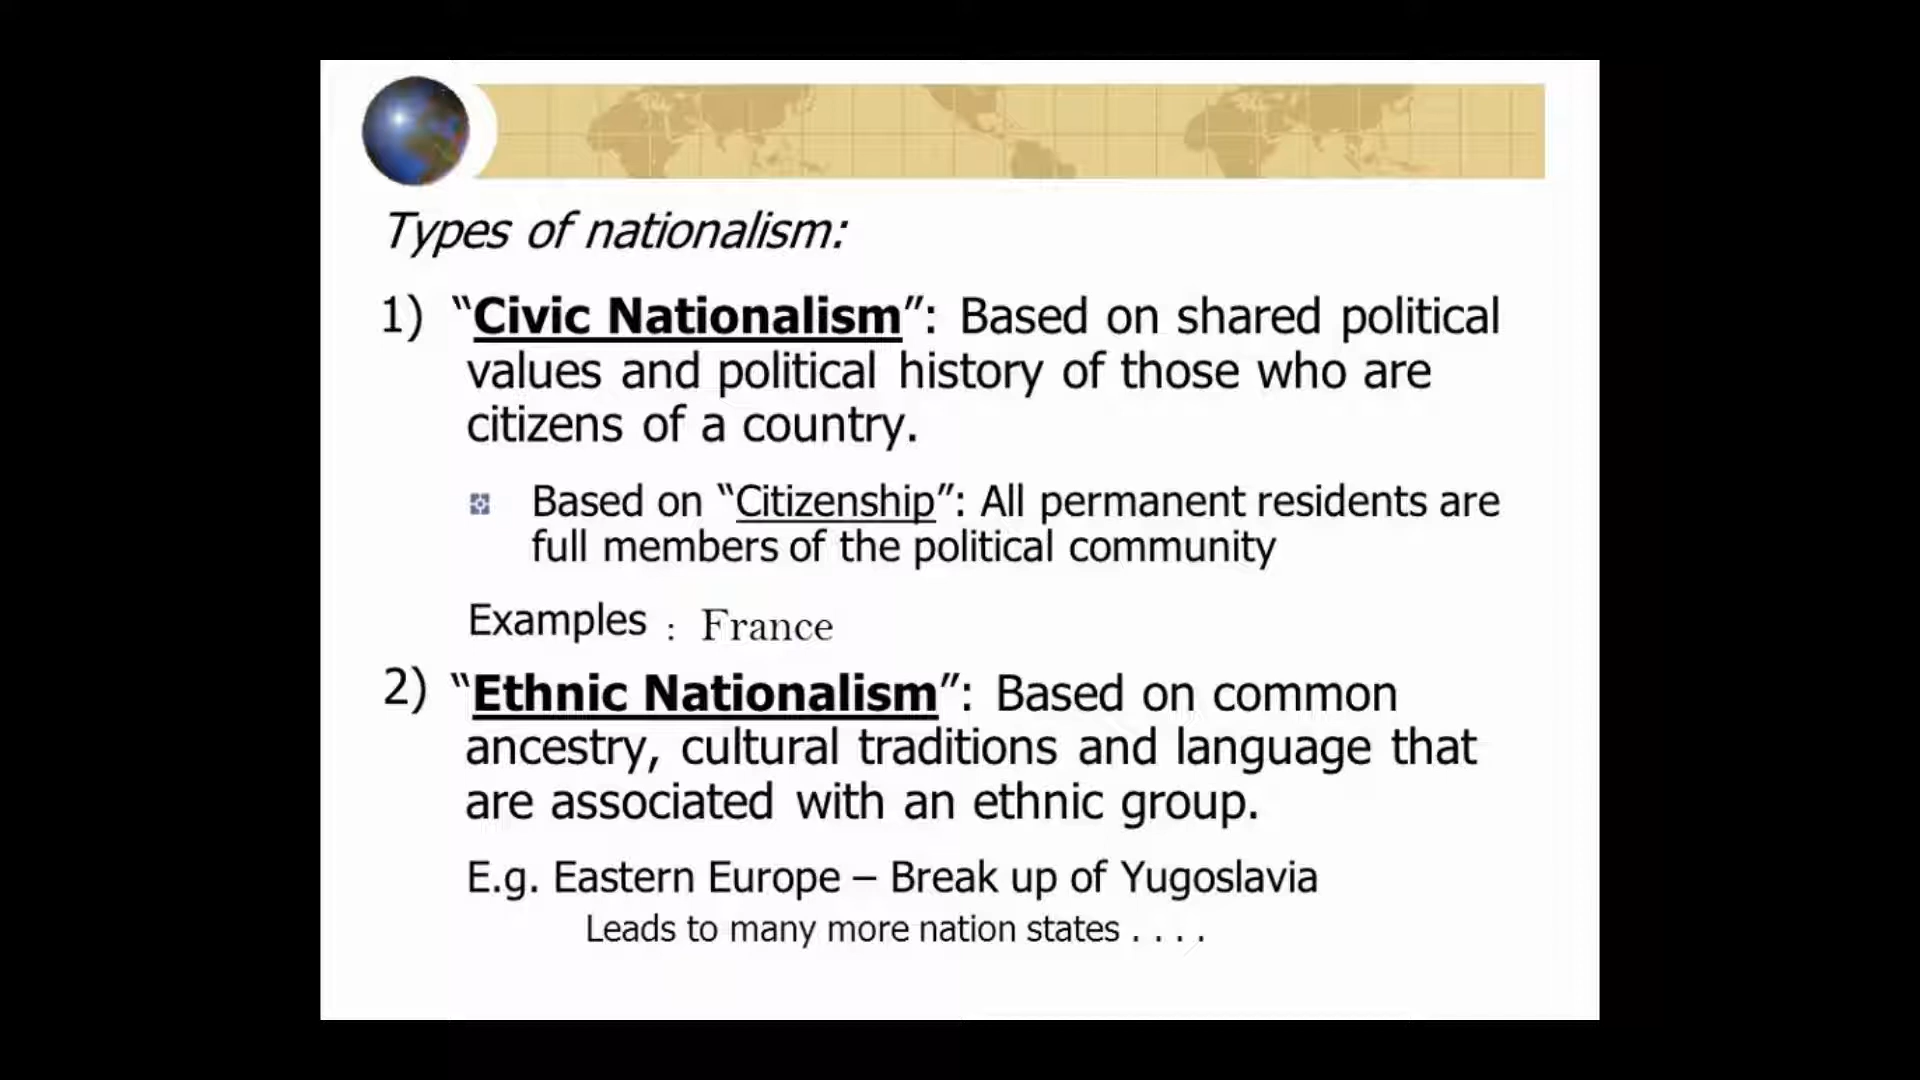 Types of nationalism:
1) “Civic Nationalism”: Based on shared political
values and political history of those who are
citizens of a country.
Based on “Citizenship”: All permanent residents are
full members of the political community
Examples : France
2) “Ethnic Nationalism”: Based on common
ancestry, cultural traditions and language that
are associated with an ethnic group.
E.g. Eastern Europe – Break up of Yugoslavia
Leads to many more nation states . . . .